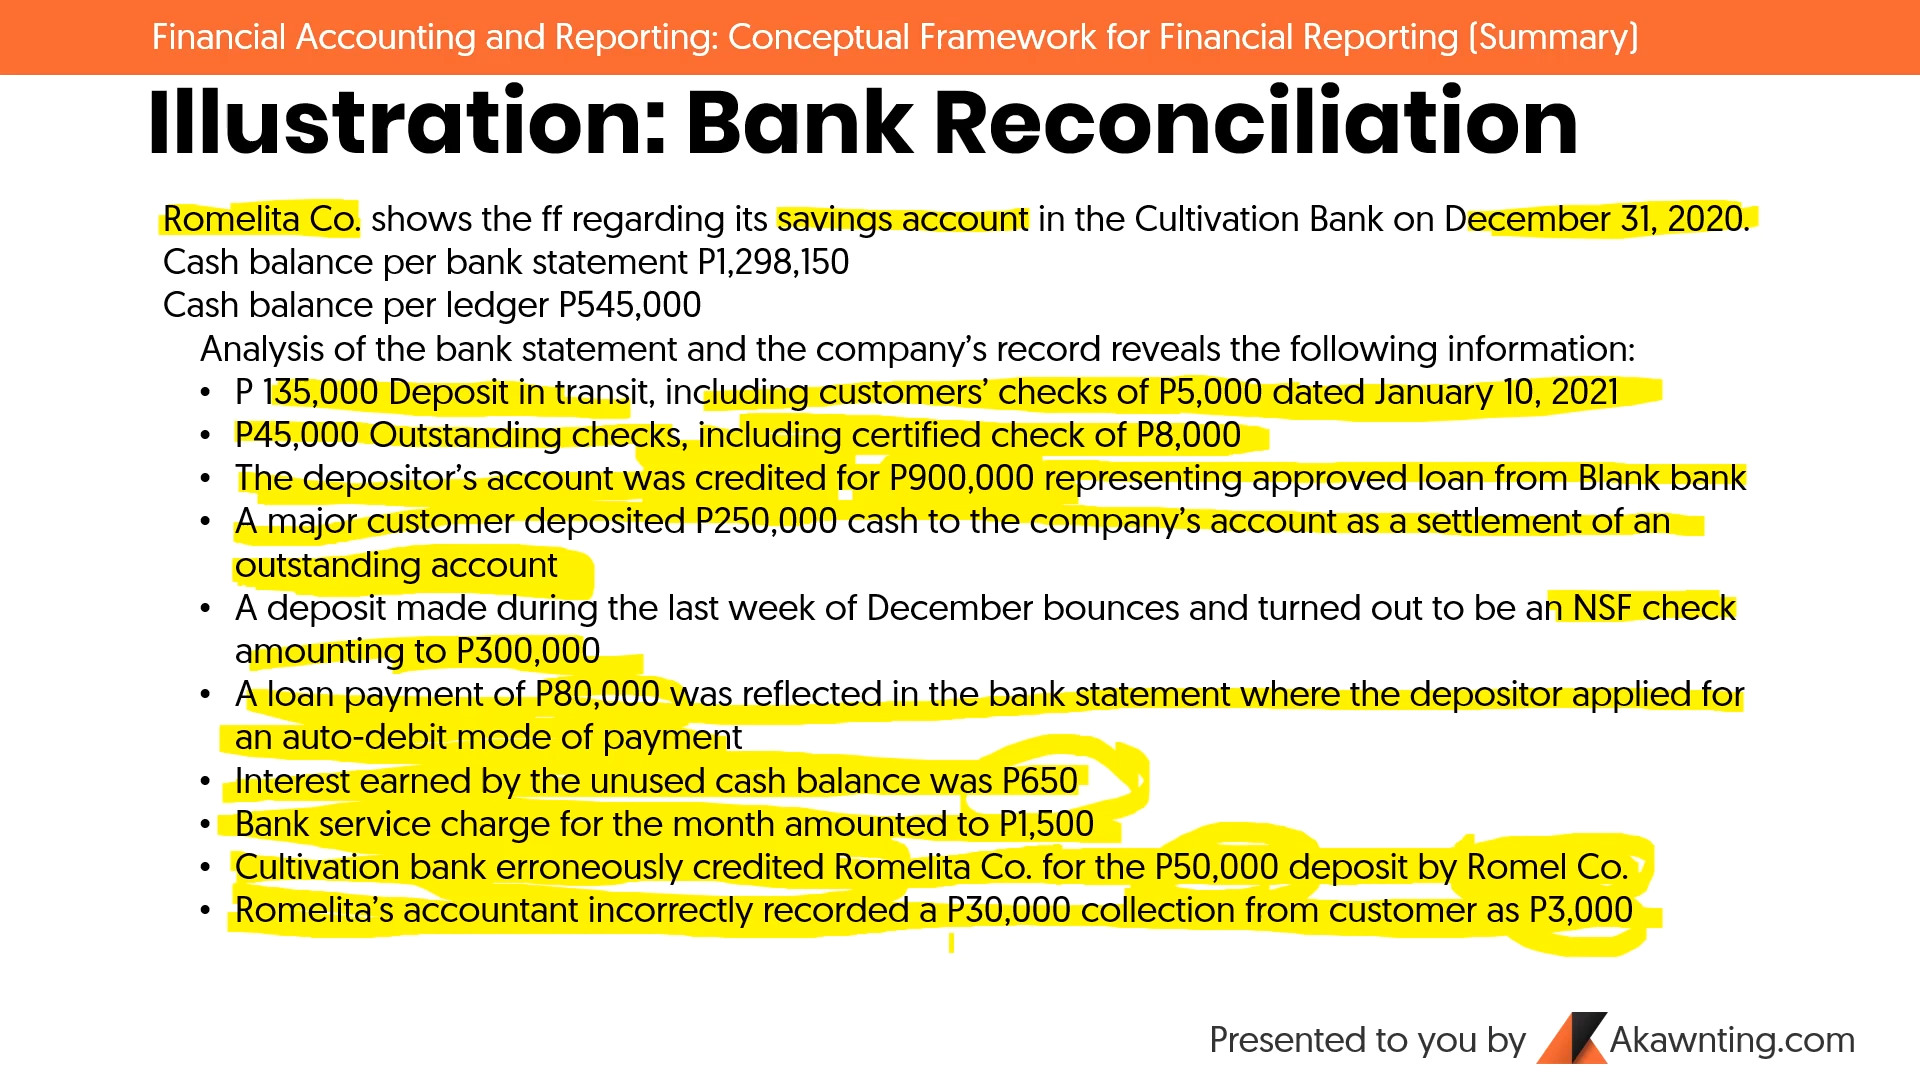 Financial Accounting and Reporting: Conceptual Framework for Financial Reporting (Summary)
Illustration: Bank Reconciliation
Romelita Co. shows the ff regarding its savings account in the Cultivation Bank on December 31, 2020.
Cash balance per bank statement P1,298,150
Cash balance per ledger P545,000
Analysis of the bank statement and the company's record reveals the following information:
• P 135,000 Deposit in transit, including customers' checks of P5,000 dated January 10, 2021
• P45,000 Outstanding checks, including certified check of P8,000
• The depositor's account was credited for P900,000 representing approved loan from Blank bank
• A major customer deposited P250,000 cash to the company's account as a settlement of an
outstanding account
• A deposit made during the last week of December bounces and turned out to be an NSF check
amounting to P300,000
• A loan payment of P80,000 was reflected in the bank statement where the depositor applied for
an auto-debit mode of payment
• Interest earned by the unused cash balance was P650
• Bank service charge for the month amounted to P1,500
• Cultivation bank erroneously credited Romelita Co. for the P50,000 deposit by Romel Co.
• Romelita's accountant incorrectly recorded a P30,000 collection from customer as P3,000
Presented to you by Akawnting.com